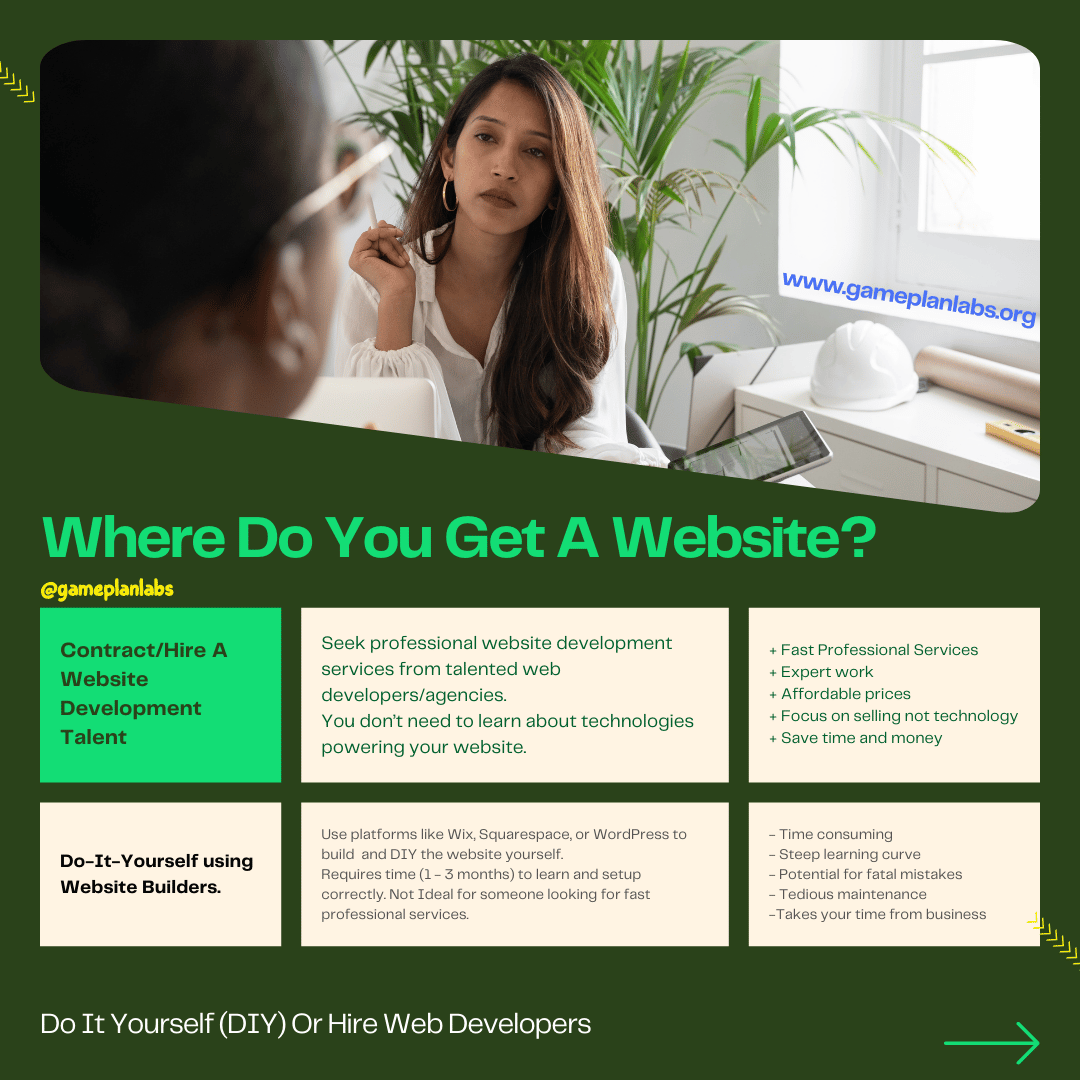 www.gameplanlabs.org
Where Do You Get A Website?
@gameplanlabs
Contract/Hire A
Website
Development
Talent
Seek professional website development
services from talented web
developers/agencies.
You don't need to learn about technologies
powering your website.
+ Fast Professional Services
+ Expert work
+ Affordable prices
+ Focus on selling not technology
+ Save time and money
Do-It-Yourself using
Website Builders.
Use platforms like Wix, Squarespace, or WordPress to
build  and DIY the website yourself.
Requires time (1 - 3 months) to learn and setup
correctly. Not Ideal for someone looking for fast
professional services.
- Time consuming
- Steep learning curve
- Potential for fatal mistakes
- Tedious maintenance
-Takes your time from business
Do It Yourself (DIY) Or Hire Web Developers